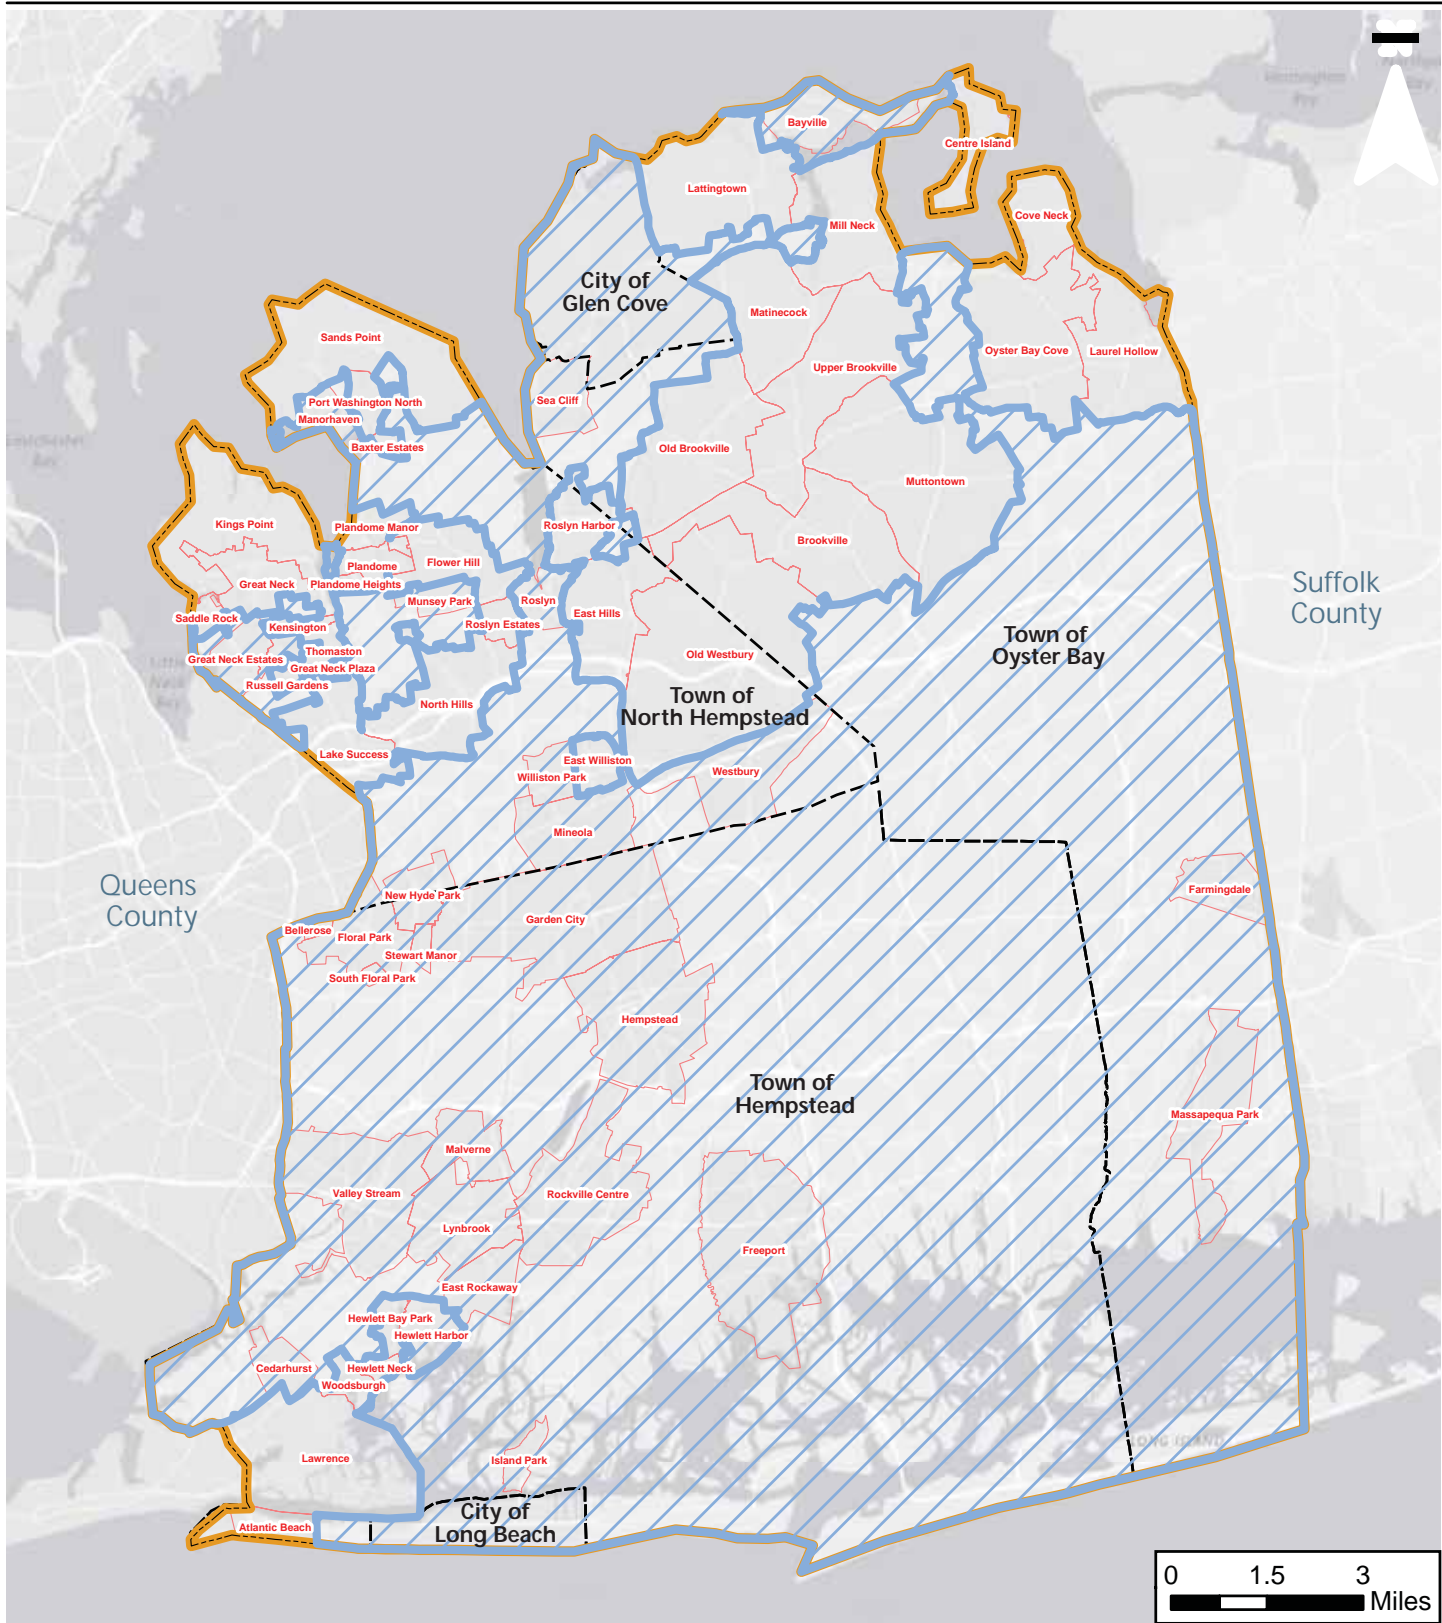 Bayville
Centre Island
Lattingtown
Cove Neck
Mill Neck
City of
Glen Cove
Matinecock
Sands Point
Oyster Bay Cove
Laurel Hollow
Upper Brookville
Port Washington North
Sea Cliff
Manorhaven
Baxter Estates
Old Brookville
Muttontown
Kings Point
Plandome Manor
Roslyn Harbor
Brookville
Flower Hill
Plandome
Great Neck
Plandome Heights
Suffolk
County
Munsey Park
Roslyn
Saddle Rock
East Hills
Kensington
Roslyn Estates
Town of
Oyster Bay
Thomaston
Great Neck Estates
Old Westbury
Great Neck Plaza
Russell Gardens
Town of
North Hempstead
North Hills
Lake Success
East Williston
Westbury
Williston Park
Mineola
Queens
County
New Hyde Park
Farmingdale
Garden City
Bellerose
Floral Park
Stewart Manor
South Floral Park
Hempstead
Town of
Hempstead
Massapequa Park
Malverne
Valley Stream
Rockville Centre
Lynbrook
Freeport
East Rockaway
Hewlett Bay Park
Hewlett Harbor
Cedarhurst
Hewlett Neck
Woodsburgh
LONG ISLAND
Lawrence
Island Park
City of
Long Beach
Atlantic Beach
0 1.5 3
Miles